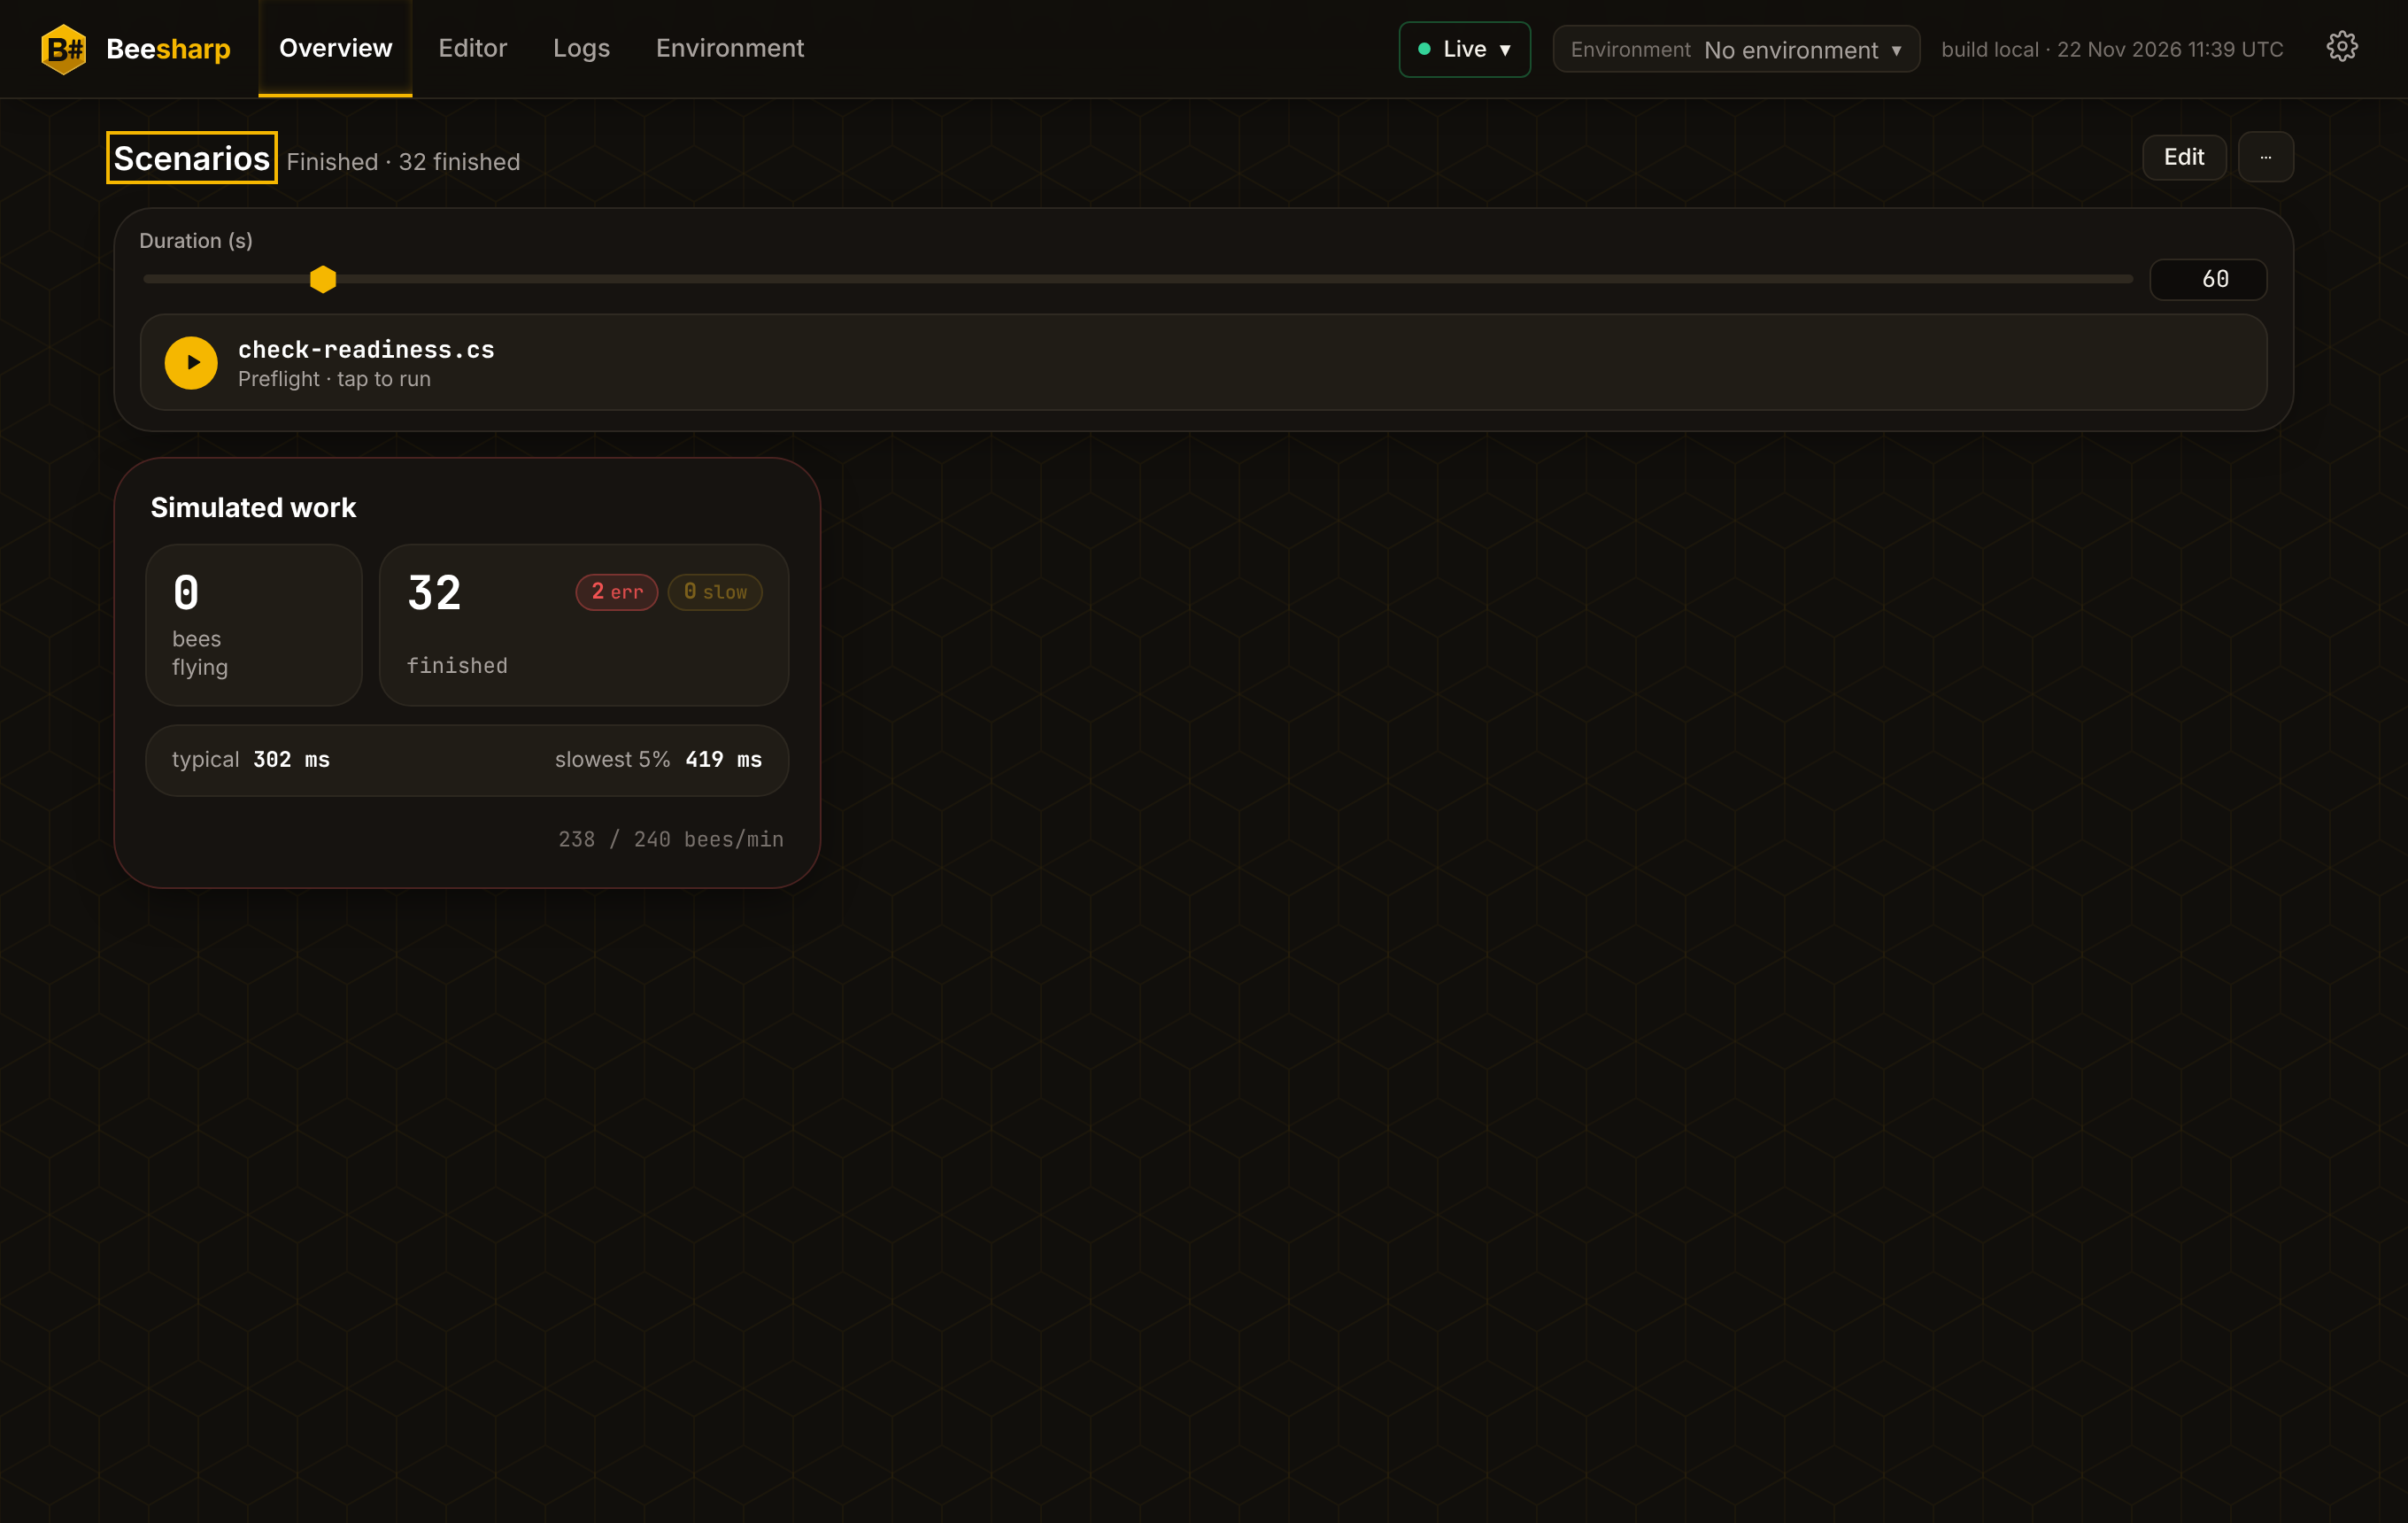 B# Beesharp Overview Editor Logs Environment Live ▾ Environment No environment ▾ build local · 22 Nov 2026 11:39 UTC
Scenarios Finished · 32 finished Edit ...
Duration (s)
60
check-readiness.cs
Preflight · tap to run
Simulated work
0
bees
flying
32 2 err 0 slow
finished
typical 302 ms slowest 5% 419 ms
238 / 240 bees/min